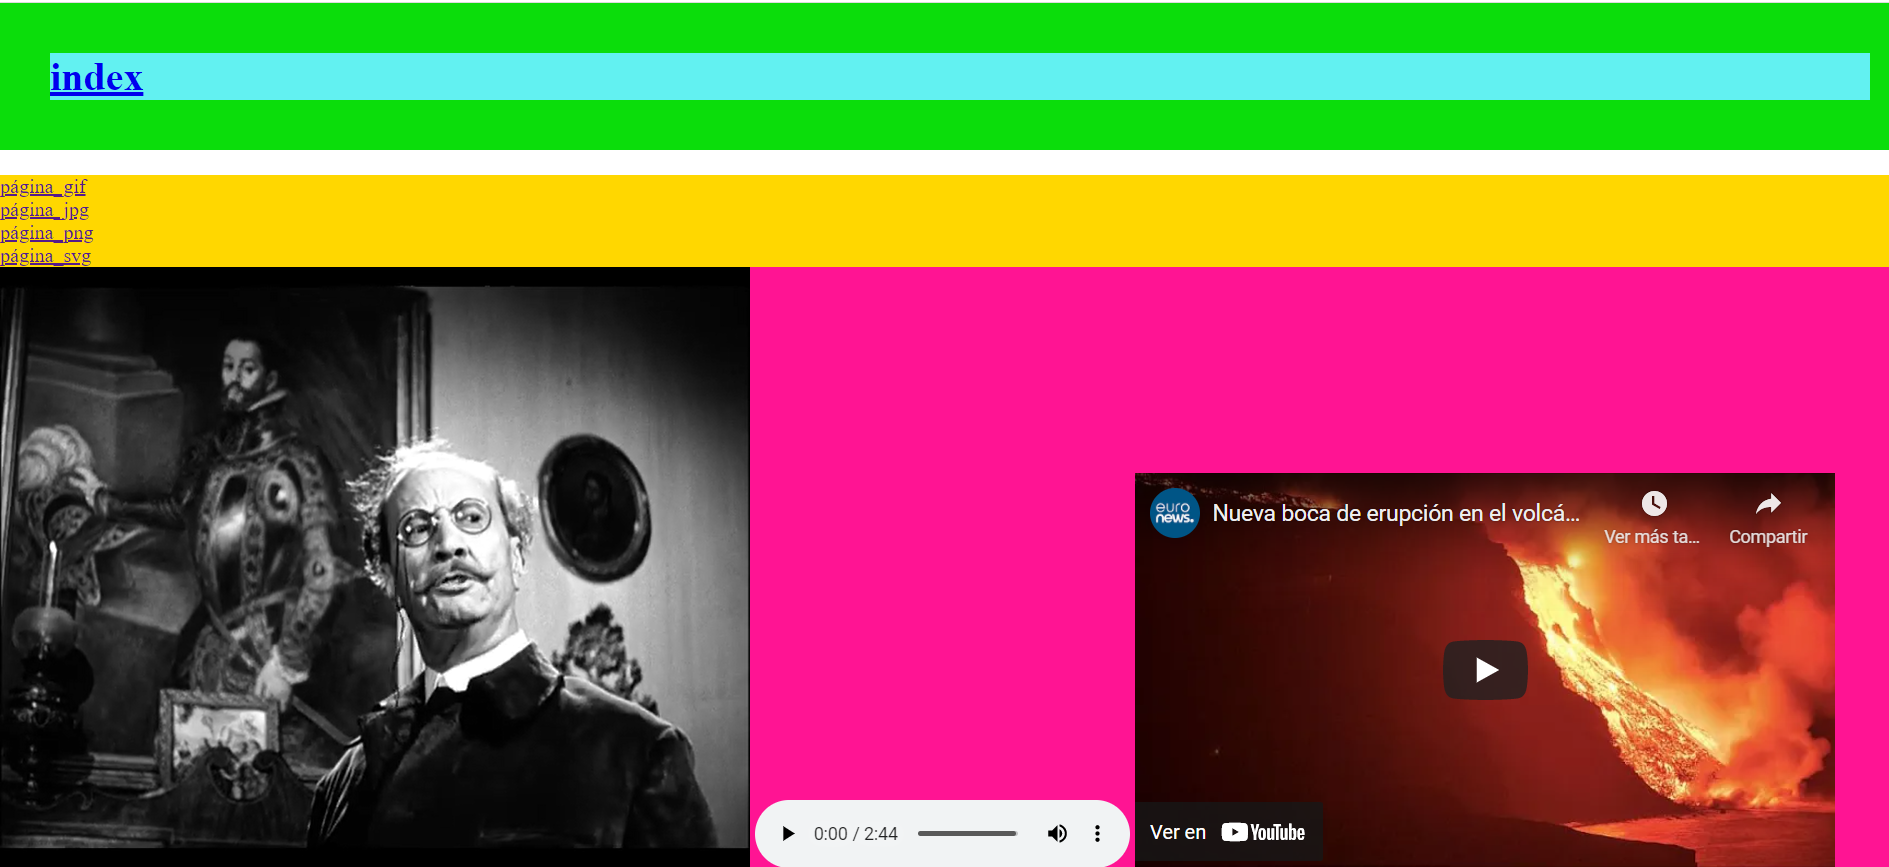 index
página_gif
página_jpg
página_png
página_svg
euro
news.
Nueva boca de erupción en el volcá...
Ver más ta...
Compartir
0:00 / 2:44
Ver en YouTube